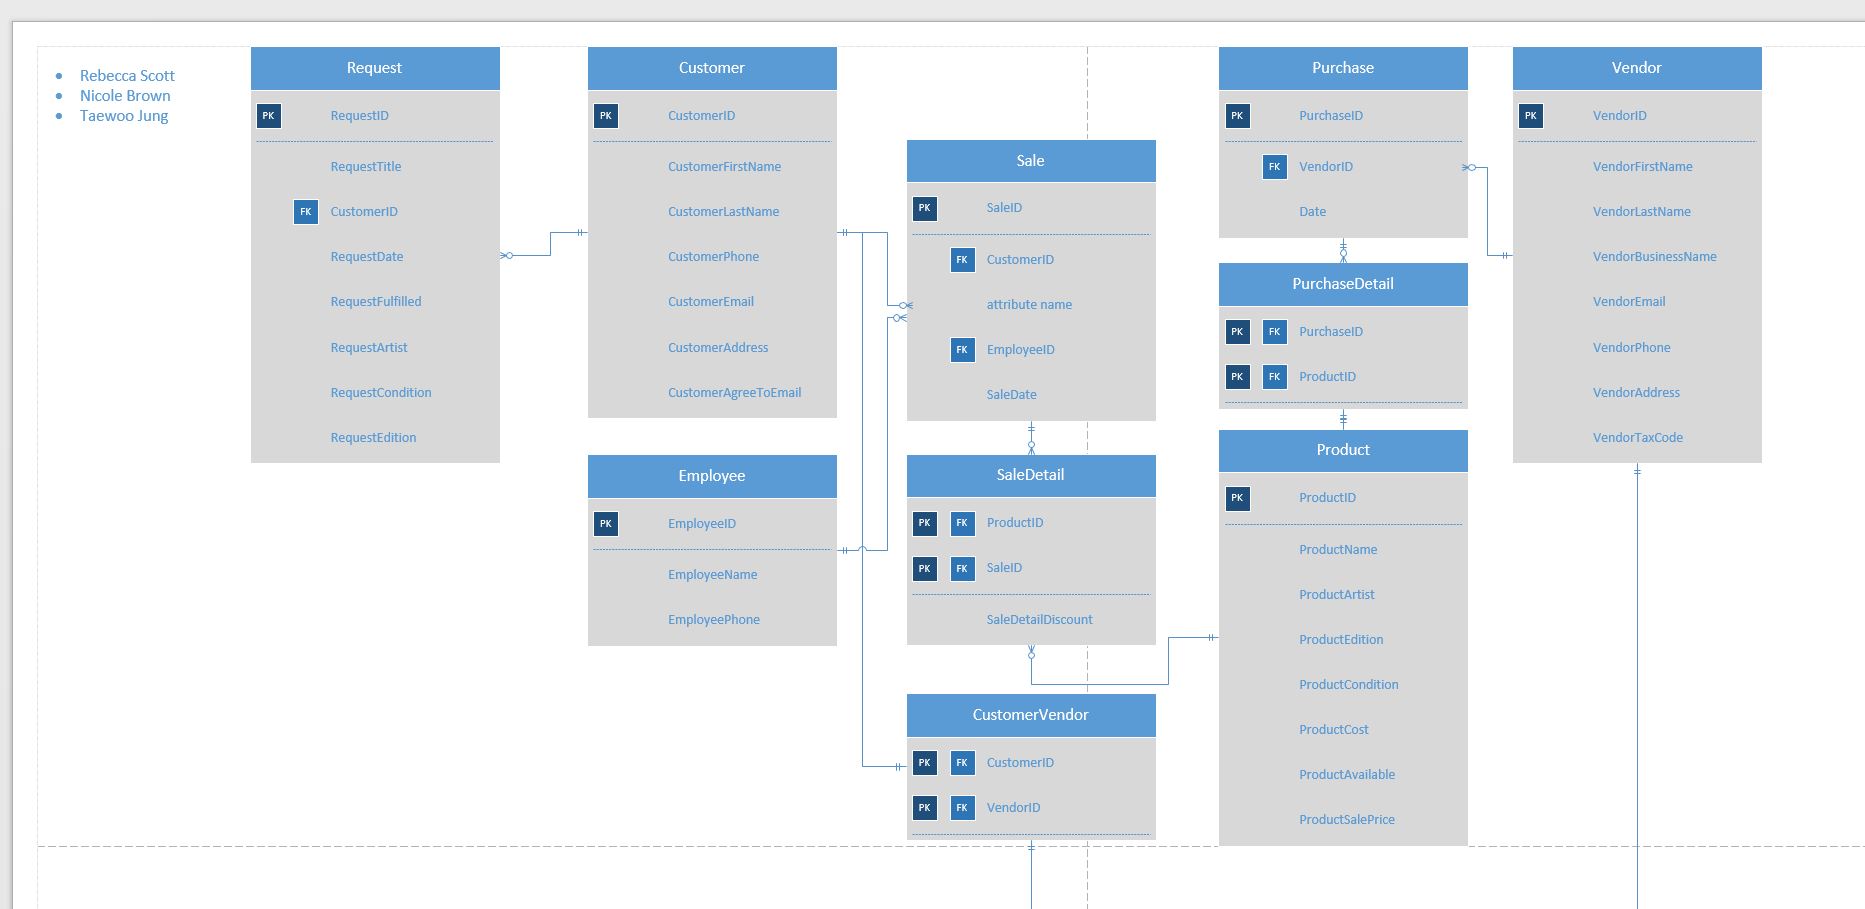 Rebecca Scott
Nicole Brown
Taewoo Jung
Request
PK RequestID
RequestTitle
FK CustomerID
RequestDate
RequestFulfilled
RequestArtist
RequestCondition
RequestEdition
Customer
PK CustomerID
CustomerFirstName
CustomerLastName
CustomerPhone
CustomerEmail
CustomerAddress
CustomerAgreeToEmail
Employee
PK EmployeeID
EmployeeName
EmployeePhone
Sale
PK SaleID
FK CustomerID
attribute name
FK EmployeeID
SaleDate
SaleDetail
PK FK ProductID
PK FK SaleID
SaleDetailDiscount
CustomerVendor
PK FK CustomerID
PK FK VendorID
Purchase
PK PurchaseID
FK VendorID
Date
PurchaseDetail
PK FK PurchaseID
PK FK ProductID
Product
PK ProductID
ProductName
ProductArtist
ProductEdition
ProductCondition
ProductCost
ProductAvailable
ProductSalePrice
Vendor
PK VendorID
VendorFirstName
VendorLastName
VendorBusinessName
VendorEmail
VendorPhone
VendorAddress
VendorTaxCode